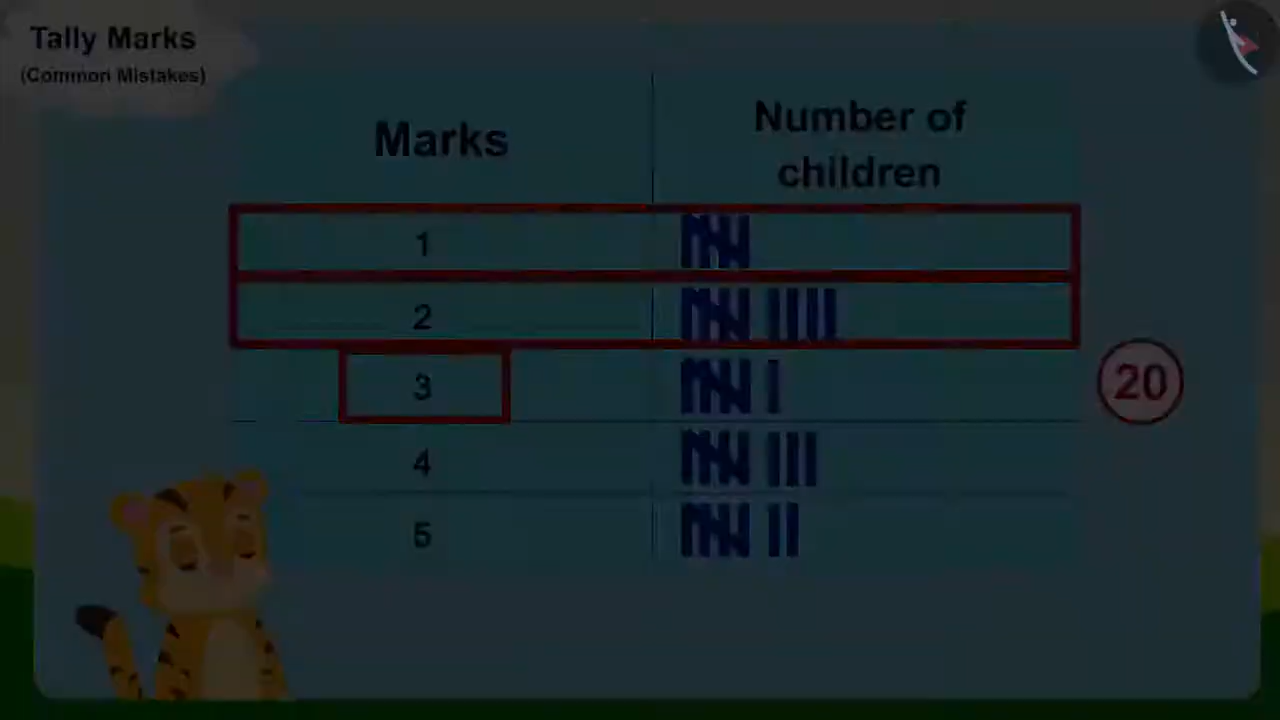 Tally Marks
(Common Mistakes)
Marks
Number of
children
1
2
3
20
4
5